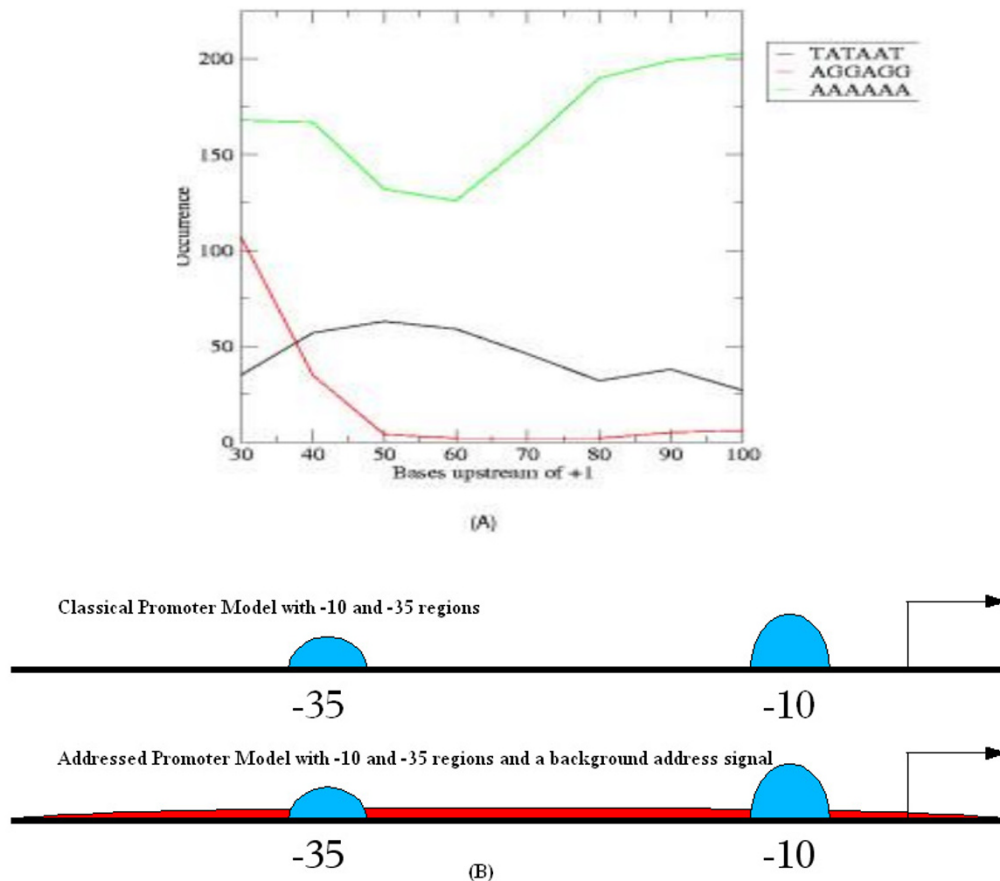 200
150
100
50
0
Occurrence
30 40 50 60 70 80 90 100
Bases upstream of +1
TATAAT
AGGAGG
AAAAAA
(A)
Classical Promoter Model with -10 and -35 regions
-35 -10
Addressed Promoter Model with -10 and -35 regions and a background address signal
-35 -10
(B)